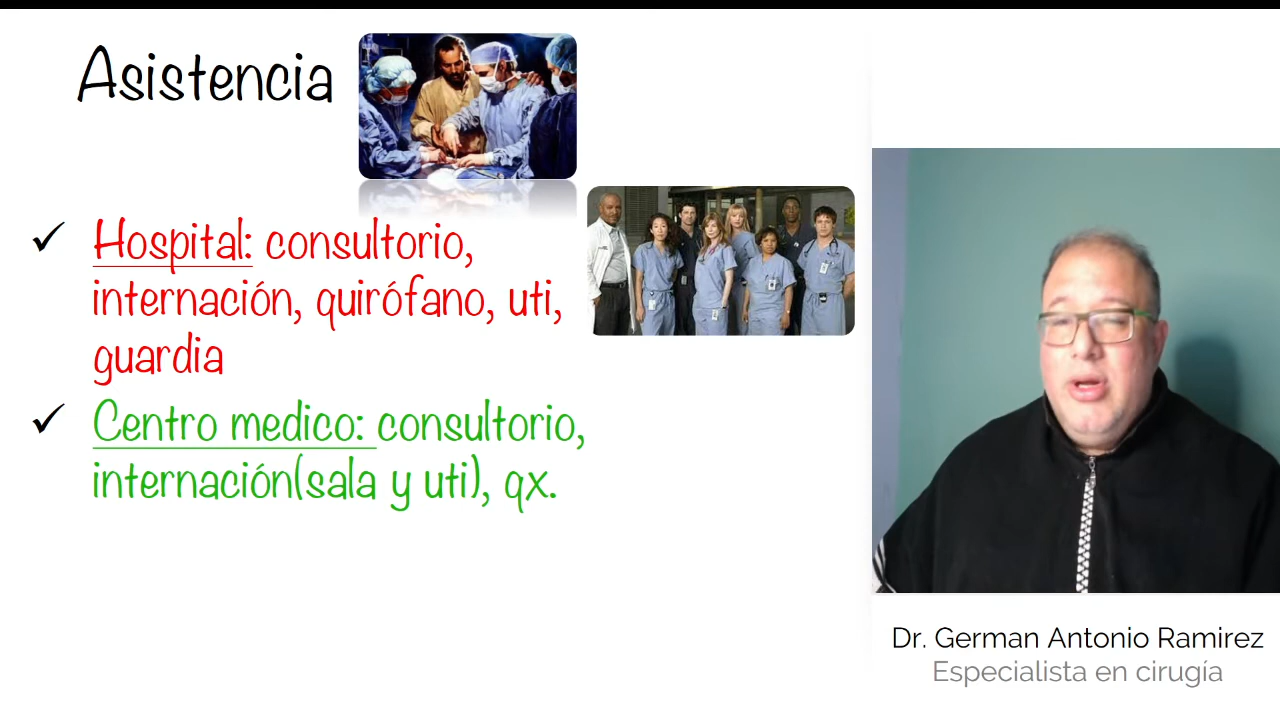 Asistencia
Hospital: consultorio,
internación, quirófano, uti,
guardia
Centro medico: consultorio,
internación(sala y uti), qx.
Dr. German Antonio Ramirez
Especialista en cirugía